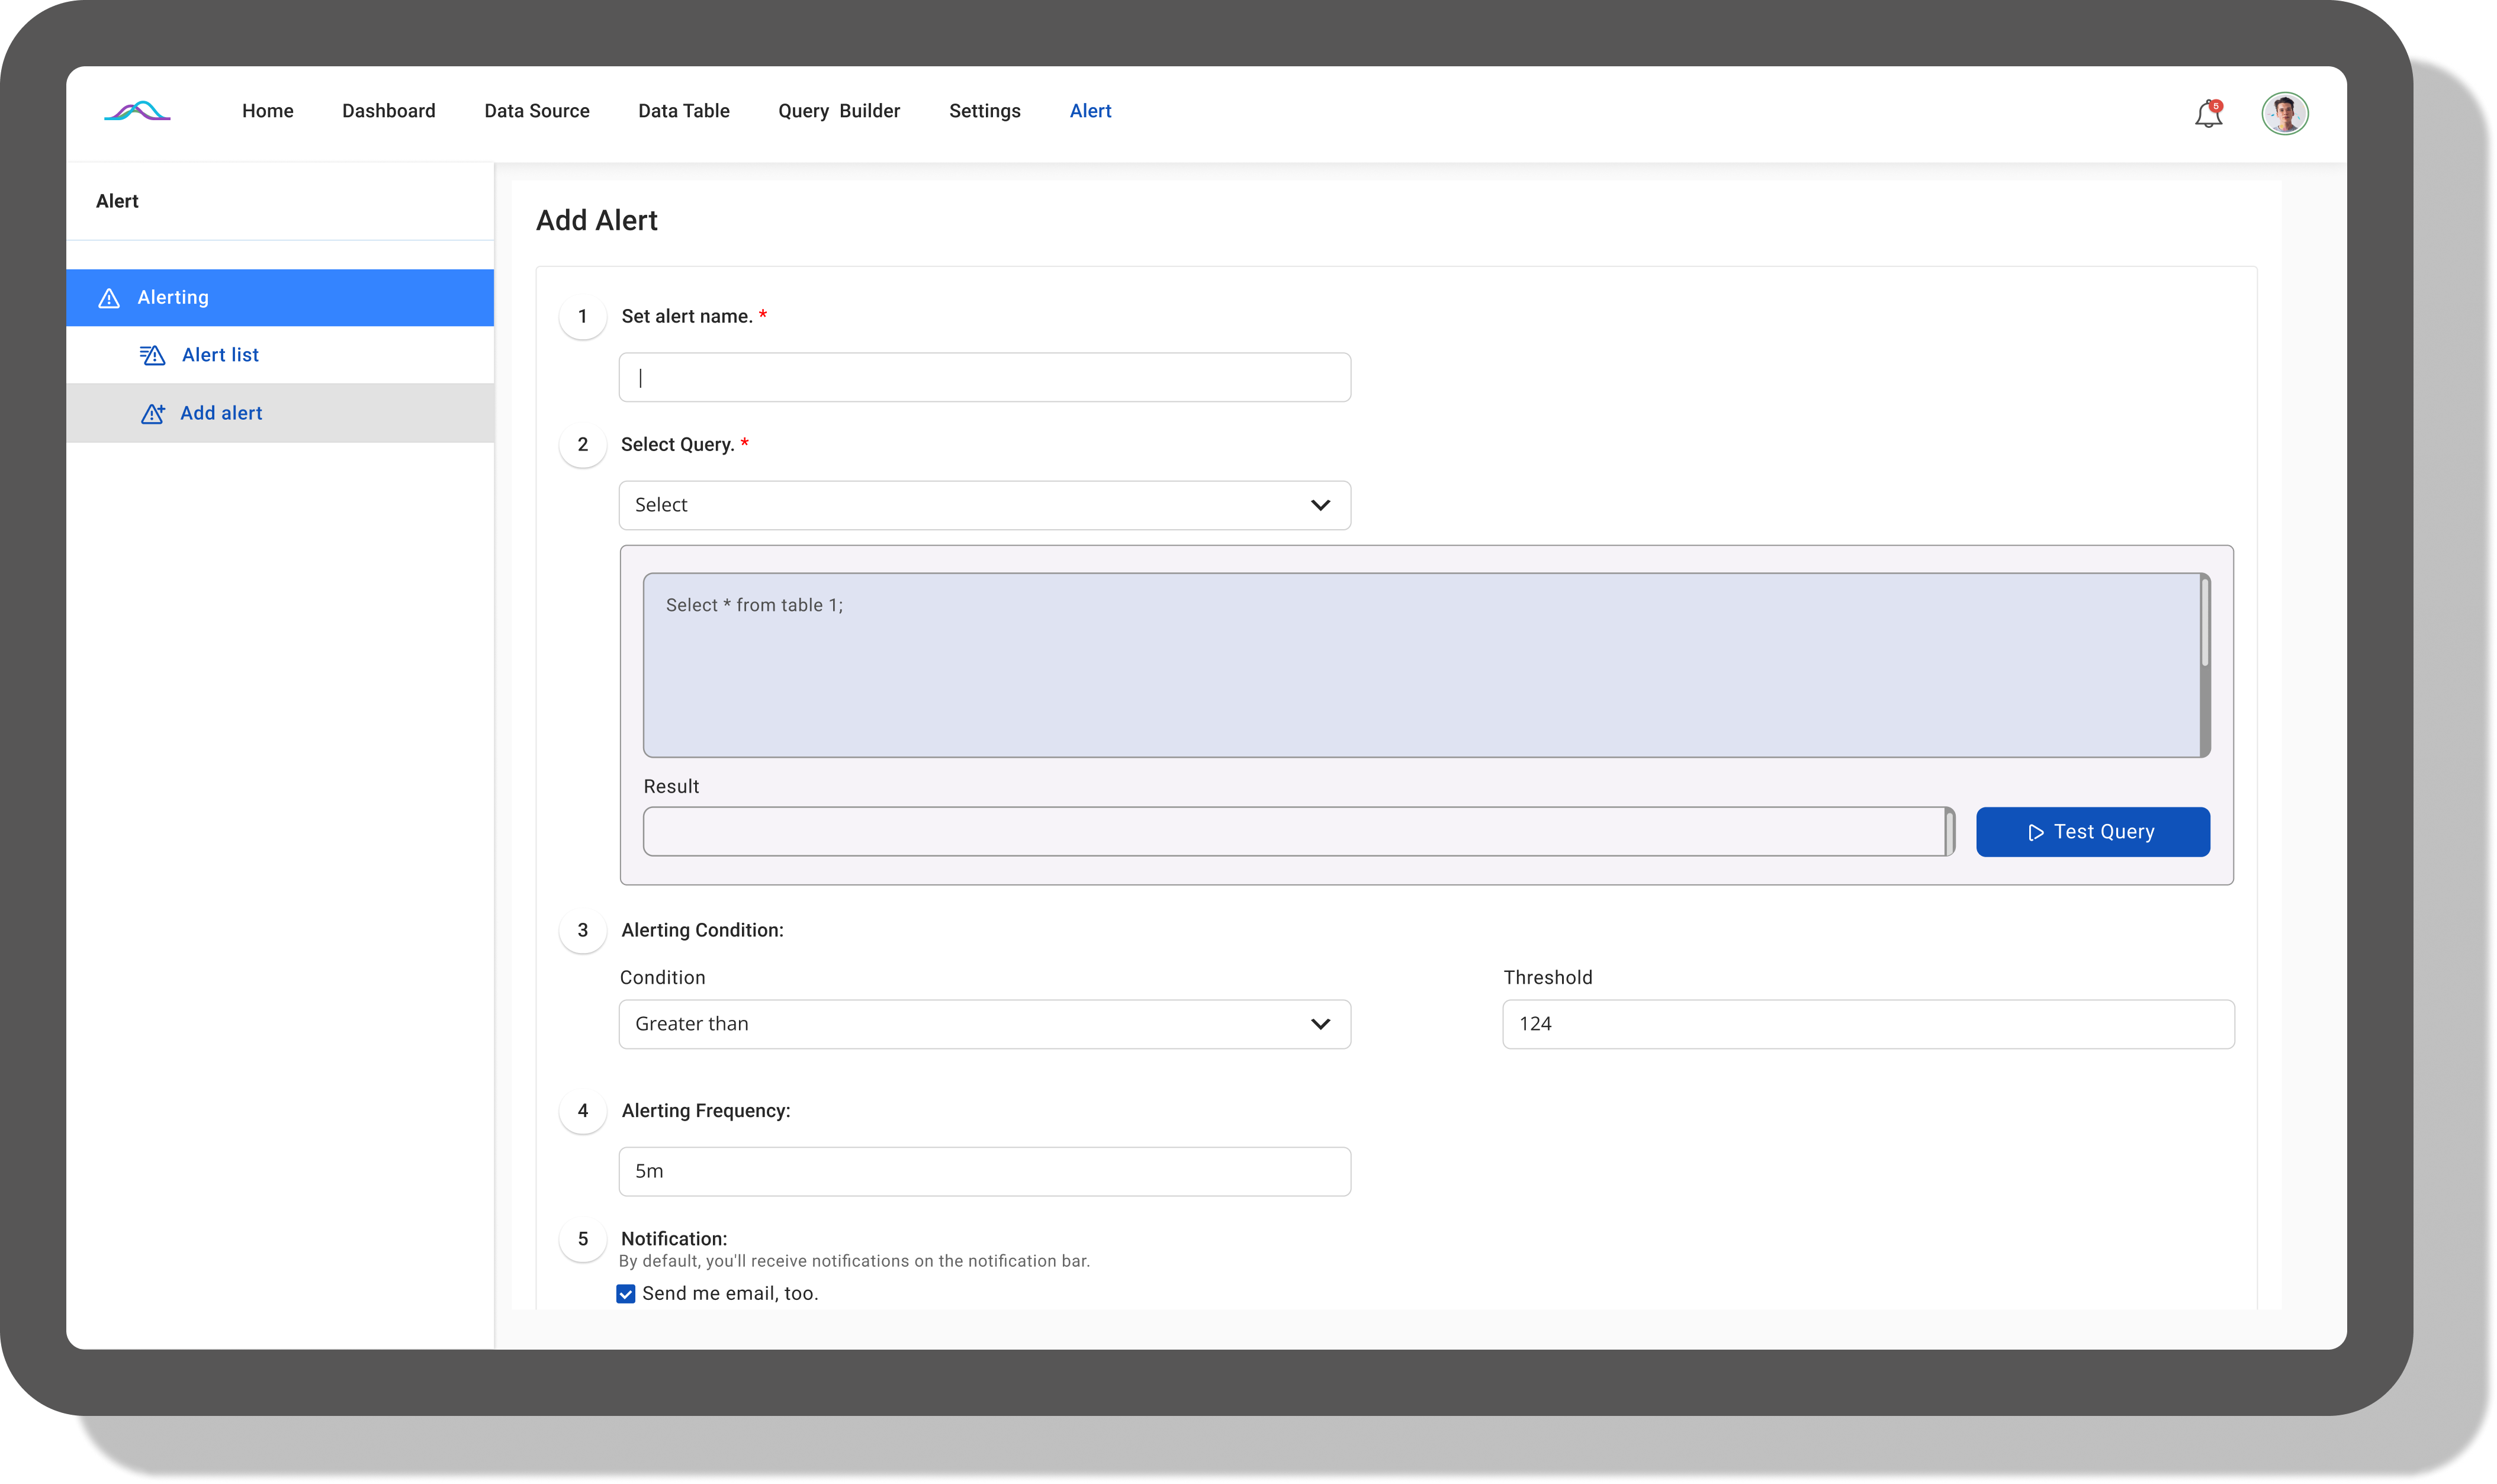 Home Dashboard Data Source Data Table Query Builder Settings Alert 5
Alert
Alerting
Alert list
Add alert
Add Alert
1 Set alert name. *
2 Select Query. *
Select
Select * from table 1;
Result
Test Query
3 Alerting Condition:
Condition Threshold
Greater than 124
4 Alerting Frequency:
5m
5 Notification:
By default, you'll receive notifications on the notification bar.
Send me email, too.